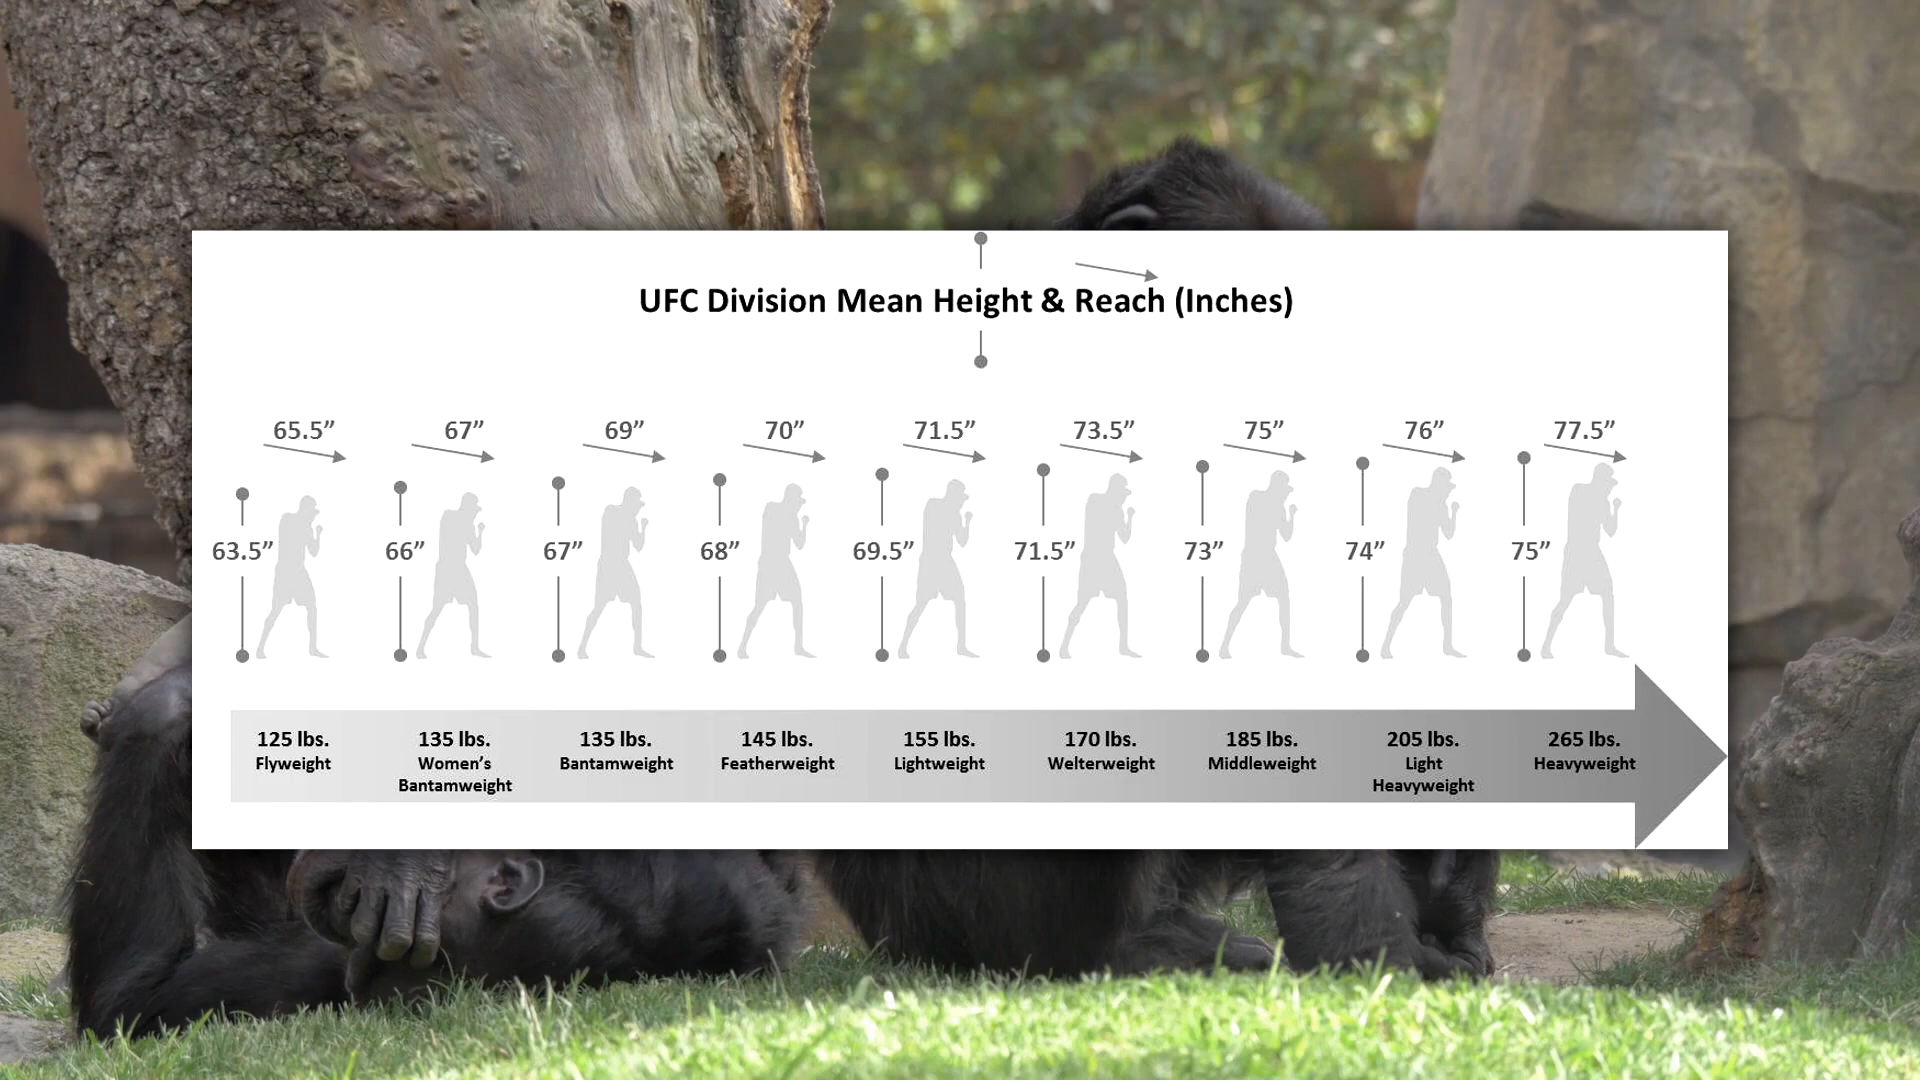 UFC Division Mean Height & Reach (Inches)
65.5” 67” 69” 70” 71.5” 73.5” 75” 76” 77.5”
63.5” 66” 67” 68” 69.5” 71.5” 73” 74” 75”
125 lbs. 135 lbs. 135 lbs. 145 lbs. 155 lbs. 170 lbs. 185 lbs. 205 lbs. 265 lbs.
Flyweight Women’s Bantamweight Featherweight Lightweight Welterweight Middleweight Light Heavyweight
Bantamweight Heavyweight